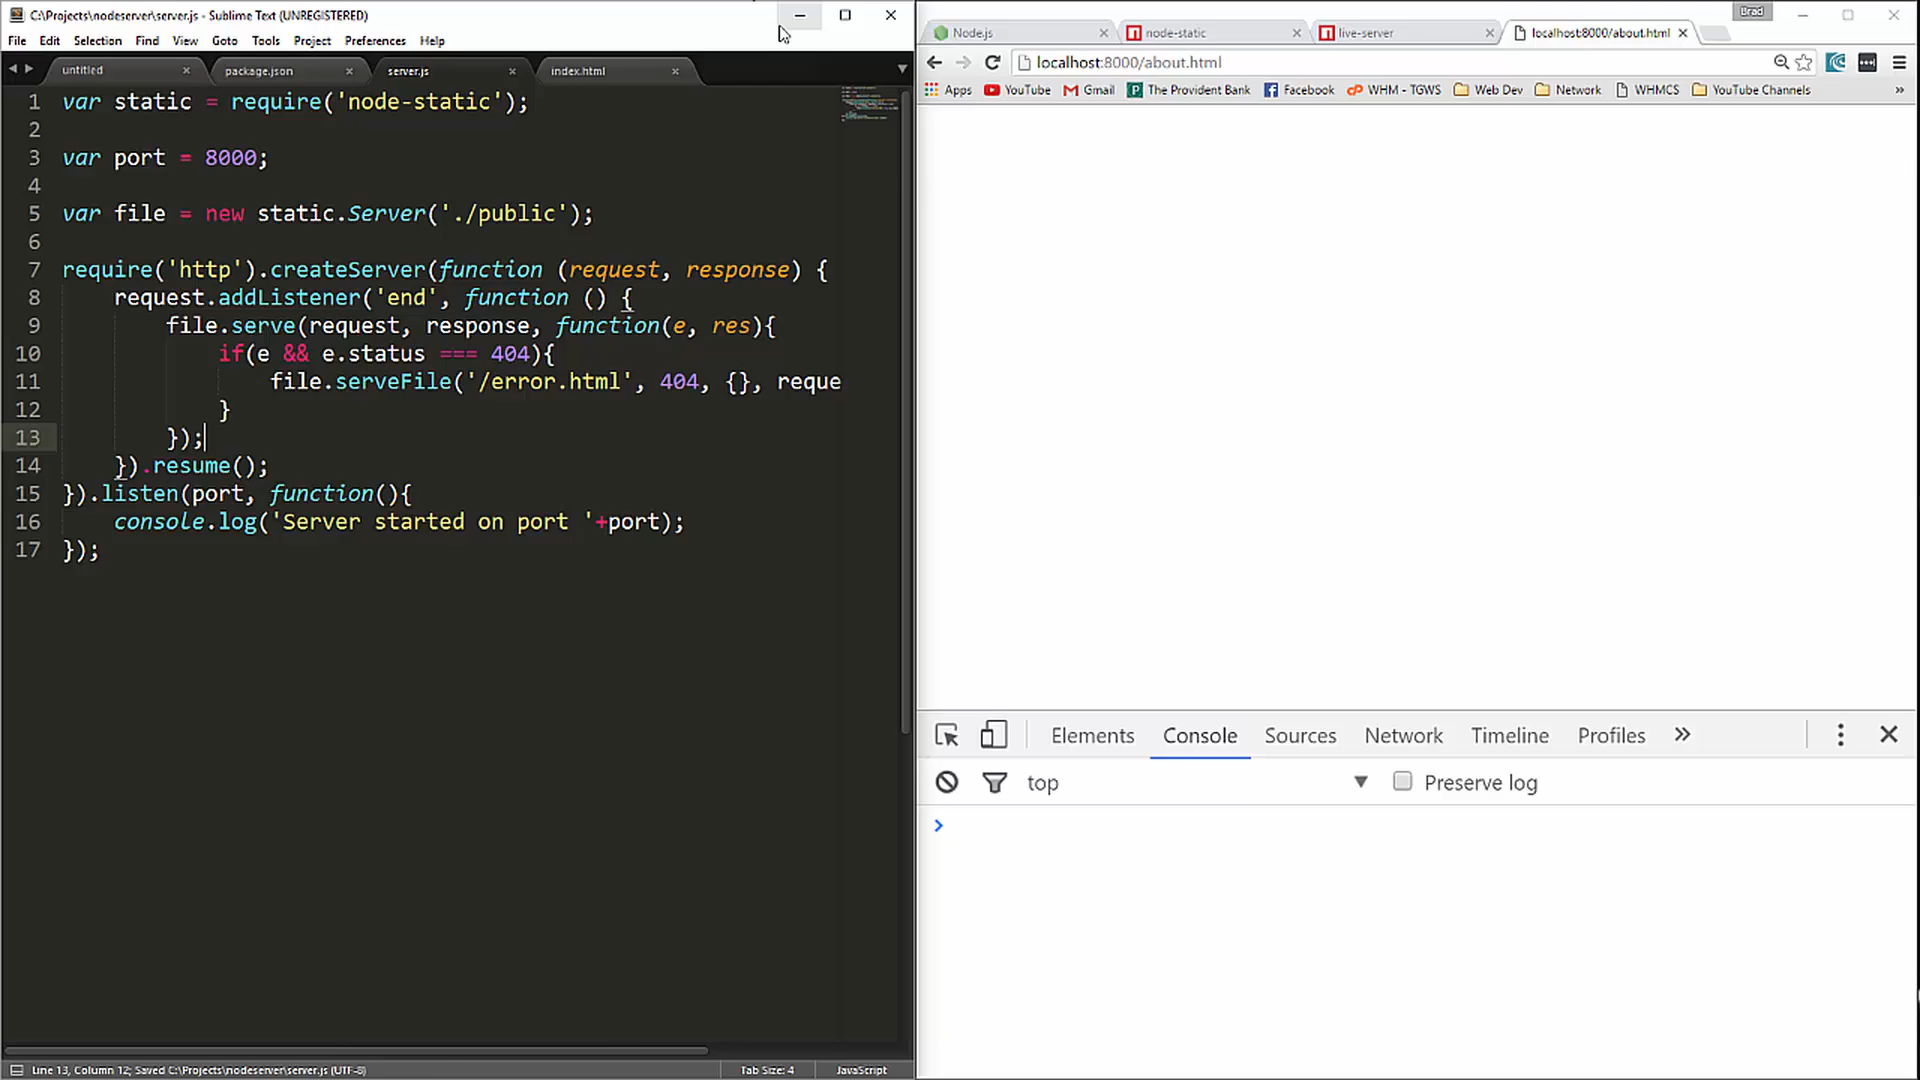 C:\Projects\nodeserver\server.js - Sublime Text (UNREGISTERED)
File Edit Selection Find View Goto Tools Project Preferences Help
untitled package.json server.js index.html
1 var static = require('node-static');
2
3 var port = 8000;
4
5 var file = new static.Server('./public');
6
7 require('http').createServer(function (request, response) {
8 request.addListener('end', function () {
9 file.serve(request, response, function(e, res){
10 if(e && e.status === 404){
11 file.serveFile('/error.html', 404, {}, reque
12 }
13 });
14 }).resume();
15 }).listen(port, function(){
16 console.log('Server started on port '+port);
17 });
Line 13, Column 12; Saved C:\Projects\nodeserver\server.js (UTF-8) Tab Size: 4 JavaScript
Brad
Node.js node-static live-server localhost:8000/about.html
localhost:8000/about.html
Apps YouTube Gmail The Provident Bank Facebook WHM - TGWS Web Dev Network WHMCS YouTube Channels »
Elements Console Sources Network Timeline Profiles »
top Preserve log